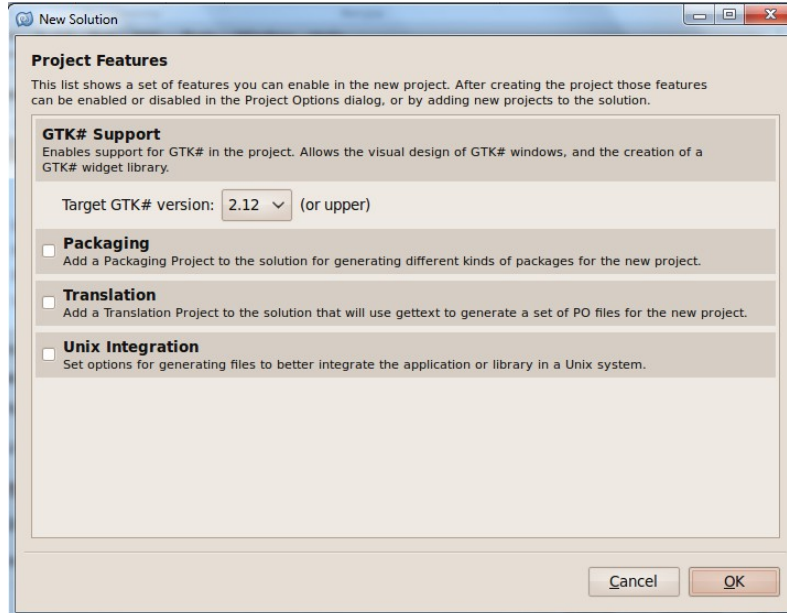 New Solution
Project Features
This list shows a set of features you can enable in the new project. After creating the project those features
can be enabled or disabled in the Project Options dialog, or by adding new projects to the solution.
GTK# Support
Enables support for GTK# in the project. Allows the visual design of GTK# windows, and the creation of a
GTK# widget library.
Target GTK# version: 2.12 (or upper)
Packaging
Add a Packaging Project to the solution for generating different kinds of packages for the new project.
Translation
Add a Translation Project to the solution that will use gettext to generate a set of PO files for the new project.
Unix Integration
Set options for generating files to better integrate the application or library in a Unix system.
Cancel OK